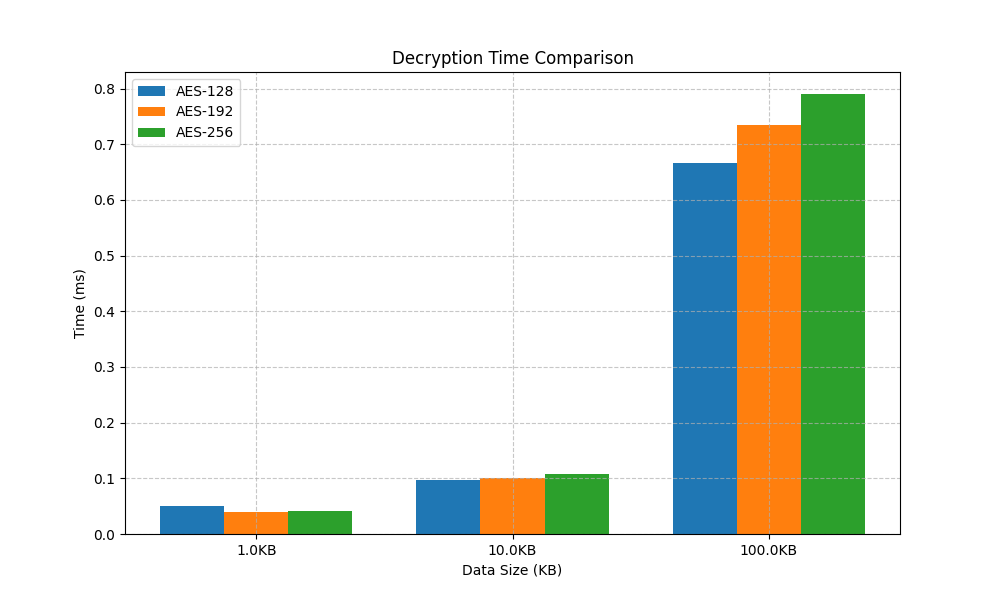 Decryption Time Comparison
AES-128
AES-192
AES-256
0.8
0.7
0.6
0.5
0.4
0.3
0.2
0.1
0.0
Time (ms)
1.0KB
10.0KB
100.0KB
Data Size (KB)